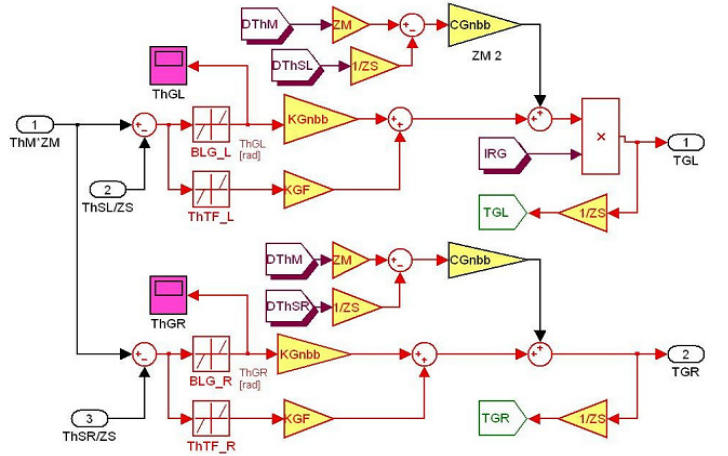 DThM
ZM
+
-
CGnbb
DThSL
1/ZS
ZM 2
ThGL
1
ThM*ZM
+
-
BLG_L
ThGL
[rad]
KGnbb
+
+
+
+
×
1
TGL
IRG
2
ThSL/ZS
ThTF_L
KGF
TGL
1/ZS
DThM
ZM
+
-
CGnbb
DThSR
1/ZS
ThGR
+
-
BLG_R
ThGR
[rad]
KGnbb
+
+
+
+
2
TGR
3
ThSR/ZS
ThTF_R
KGF
TGR
1/ZS